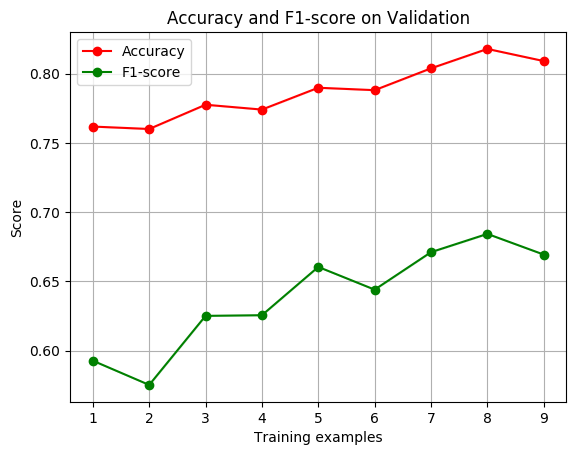 Accuracy and F1-score on Validation
Accuracy
F1-score
0.80
0.75
0.70
0.65
0.60
Score
1 2 3 4 5 6 7 8 9
Training examples